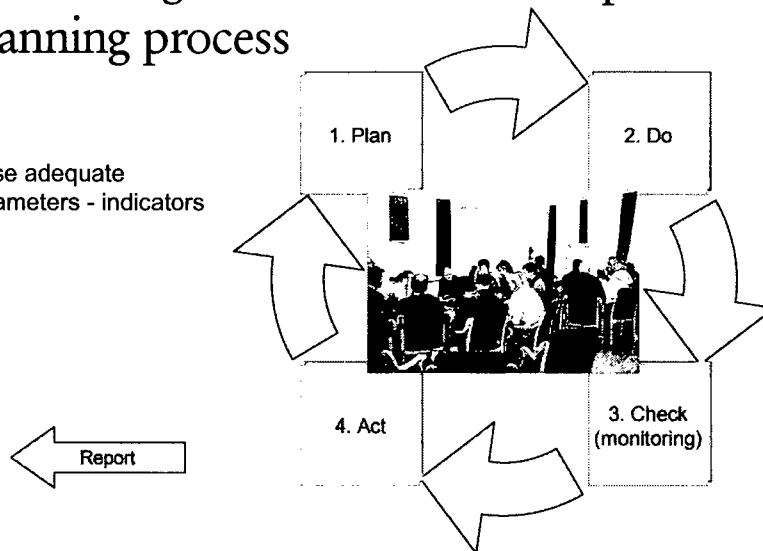 anning process
1. Plan
2. Do
se adequate
ameters - indicators
4. Act
3. Check
(monitoring)
Report